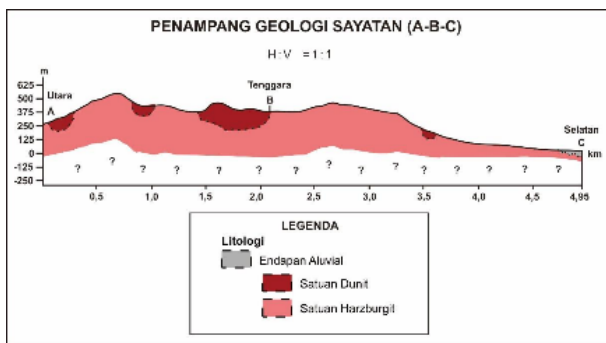 PENAMPANG GEOLOGI SAYATAN (A-B-C)
H : V = 1 : 1
m
Utara
A
Tenggara
B
Selatan
C
km
625
500
375
250
125
0
-125
-250
? ? ? ? ? ? ? ? ? ? ? ? ? ?
0,5 1,0 1,5 2,0 2,5 3,0 3,5 4,0 4,5 4,95
LEGENDA
Litologi
Endapan Aluvial
Satuan Dunit
Satuan Harzburgit